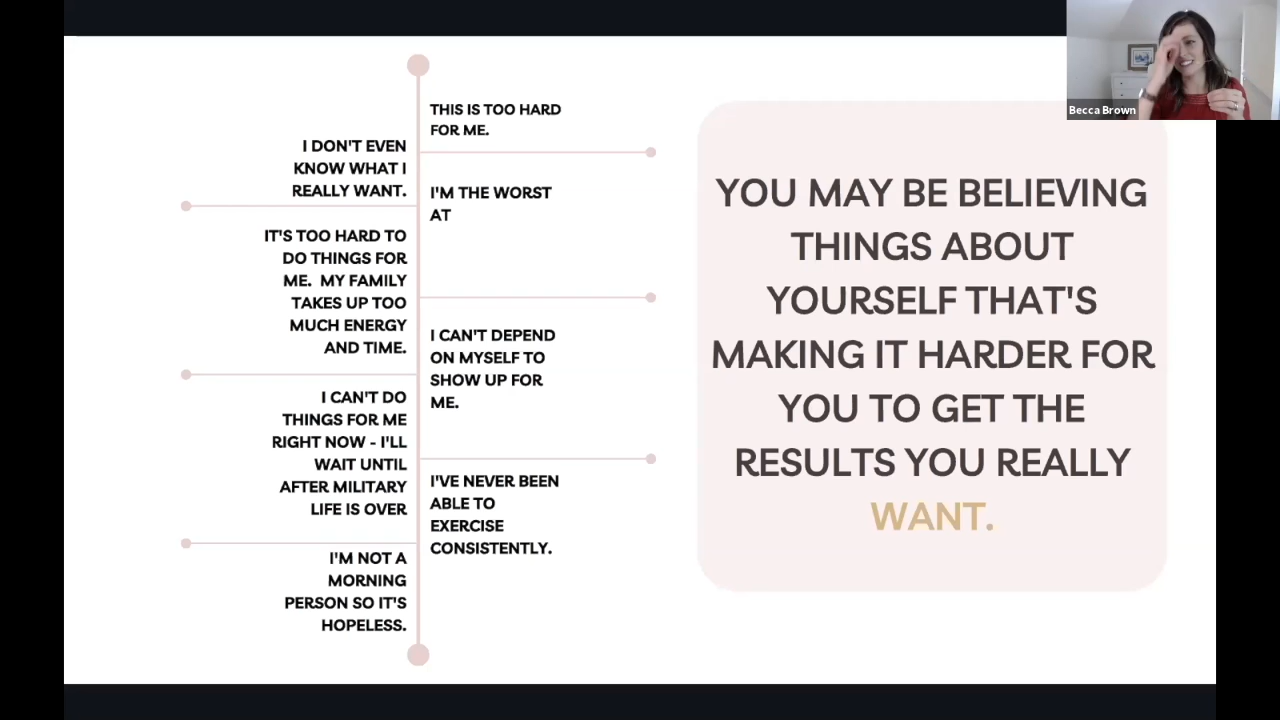 THIS IS TOO HARD
FOR ME.
I DON'T EVEN
KNOW WHAT I
REALLY WANT.
I'M THE WORST
AT
IT'S TOO HARD TO
DO THINGS FOR
ME. MY FAMILY
TAKES UP TOO
MUCH ENERGY
AND TIME.
I CAN'T DEPEND
ON MYSELF TO
SHOW UP FOR
ME.
I CAN'T DO
THINGS FOR ME
RIGHT NOW - I'LL
WAIT UNTIL
AFTER MILITARY
LIFE IS OVER
I'VE NEVER BEEN
ABLE TO
EXERCISE
CONSISTENTLY.
I'M NOT A
MORNING
PERSON SO IT'S
HOPELESS.
YOU MAY BE BELIEVING
THINGS ABOUT
YOURSELF THAT'S
MAKING IT HARDER FOR
YOU TO GET THE
RESULTS YOU REALLY
WANT.
Becca Brown